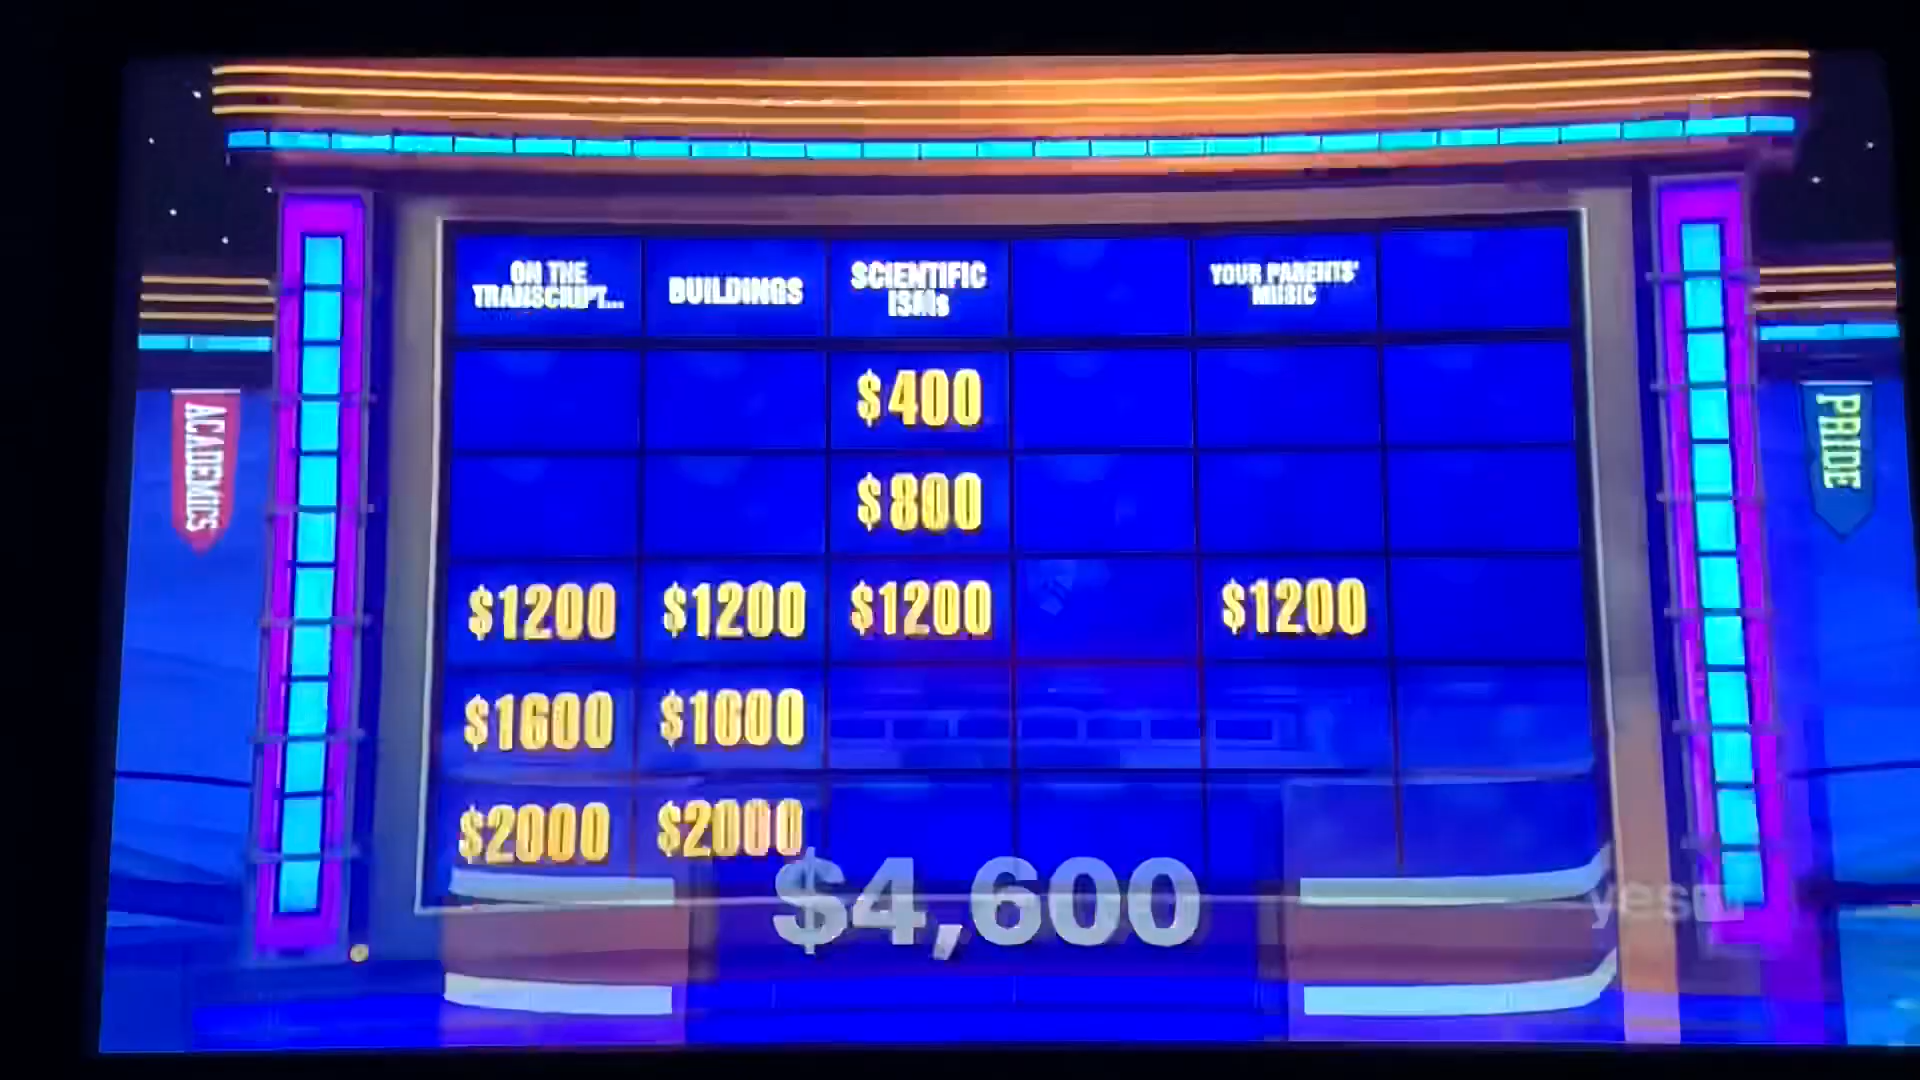 ON THE
TRANSCRIPT...
BUILDINGS
SCIENTIFIC
ISMs
YOUR PARENTS'
MUSIC
$400
$800
$1200
$1200
$1200
$1200
$1600
$1600
$2000
$2000
$4,600
ACADEMICS
PRIDE
yes